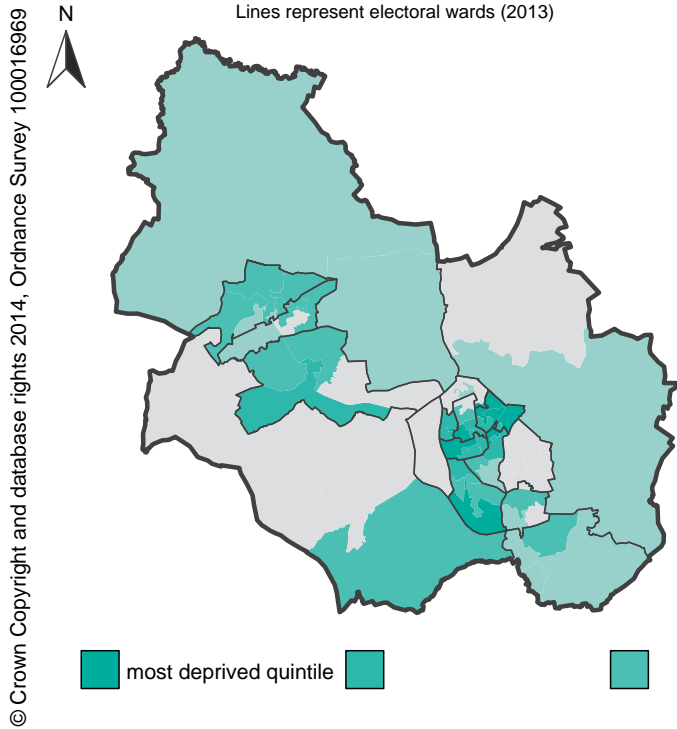 Lines represent electoral wards (2013)
N
© Crown Copyright and database rights 2014, Ordnance Survey 100016969
most deprived quintile